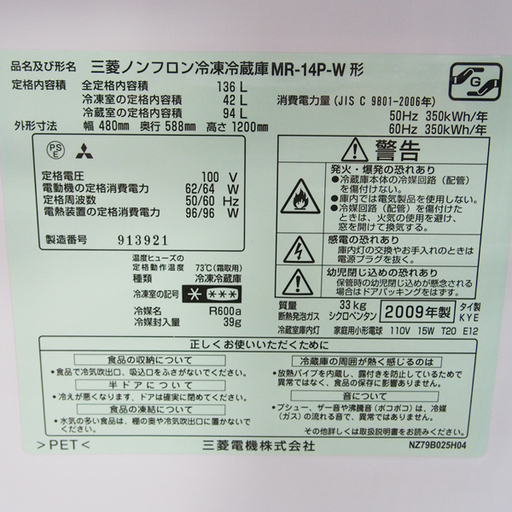 品名及び形名 三菱ノンフロン冷凍冷蔵庫 MR-14P-W 形
定格内容積 全定格内容積 136 L
冷凍室の定格内容積 42 L
冷蔵室の定格内容積 94 L
外形寸法 幅 480mm 奥行 588mm 高さ 1200mm
G
消費電力量 (JIS C 9801-2006年)
50Hz 350kWh/年
60Hz 350kWh/年
PS
E
定格電圧 100 V
電動機の定格消費電力 62/64 W
定格周波数 50/60 Hz
電熱装置の定格消費電力 96/96 W
製造番号 913921
温度ヒューズの
定格動作温度 73℃(霜取用)
種類 冷凍冷蔵庫
冷凍室の記号 * ***
冷媒名 R600a
冷媒封入量 39g
警告
発火・爆発の恐れあり
●冷蔵庫本体の冷媒回路(配管)
を傷付けない。
●庫内では電気製品を使用しない。
●冷媒回路(配管)を傷付けた
ときは、火気の使用を避け、
窓を開けて換気する。
感電の恐れあり
庫内灯の交換やお手入れのときは
電源プラグを抜く。
幼児閉じ込めの恐れあり
保管時の幼児閉じ込めが懸念される
場合はドアパッキングをはずす。
質量 33kg
断熱発泡ガス シクロペンタン
2009年製
タイ製
KYE
冷蔵室庫内灯 家庭用小形電球 110V 15W T20 E12
正しくお使いいただくために
食品の収納について
・食品で冷気吹出口、吸込口をふさがないでください。
半ドアについて
・冷えが悪くなります。ドアは確実に閉めてください。
食品の凍結について
・水気の多い食品は、棚の奥や冷気吹出口に置かないで
ください。
冷蔵庫の周囲が熱く感じるのは
・放熱パイプを内蔵し、露付きを防止しているためで
異常ではなく、食品への影響はありません。
音について
・プシュー、ザー音や沸騰音(ポコポコ)は、冷媒
(ガス)の流れる音で、異常ではありません。
その他詳しくは取扱説明書をお読みください。
>PET<
三菱電機株式会社
NZ79B025H04